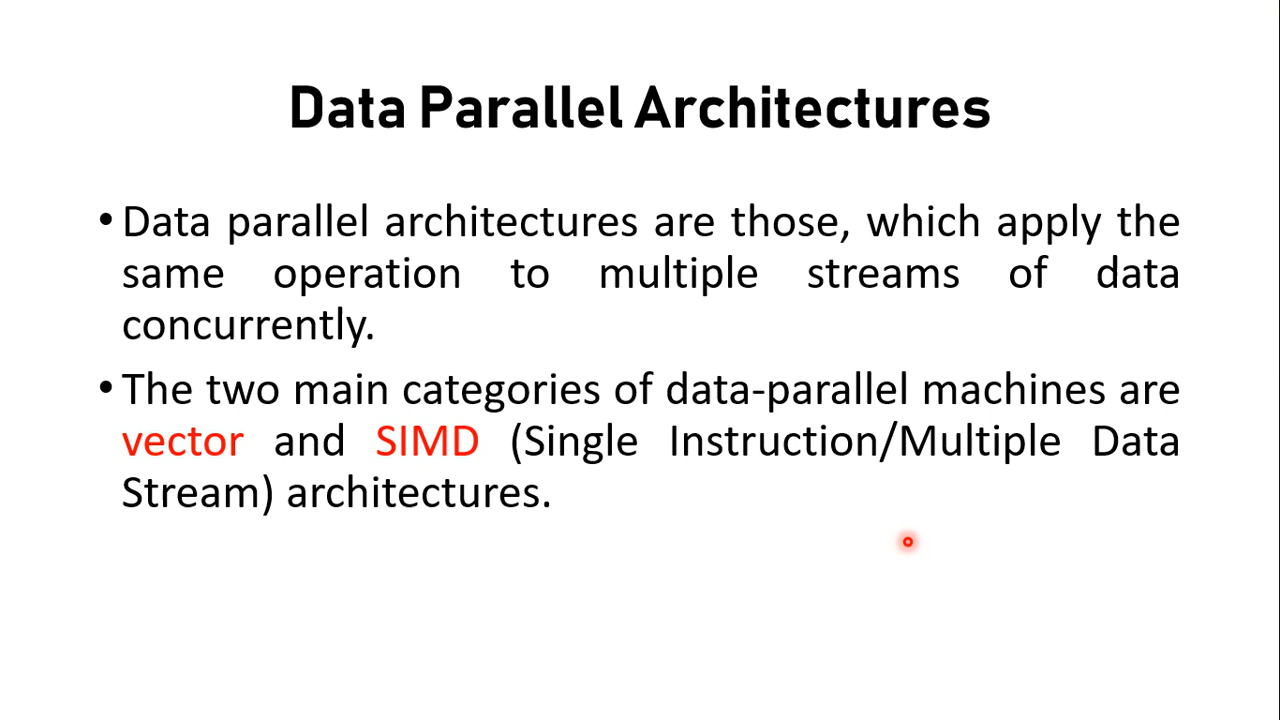 Data Parallel Architectures
•Data parallel architectures are those, which apply the
same operation to multiple streams of data
concurrently.
•The two main categories of data-parallel machines are
vector and SIMD (Single Instruction/Multiple Data
Stream) architectures.